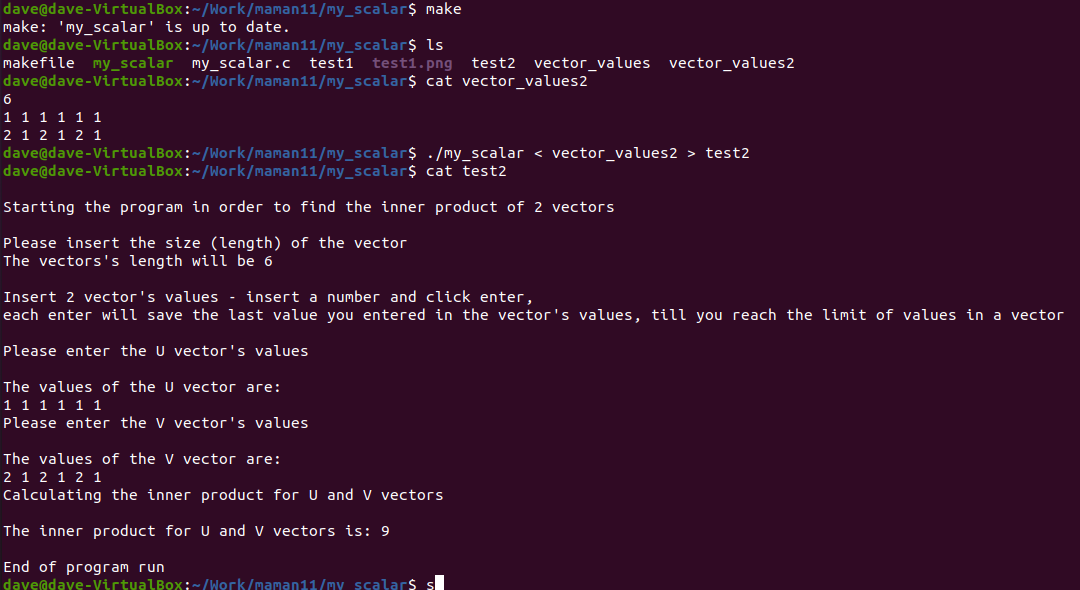 dave@dave-VirtualBox:~/Work/maman11/my_scalar$ make
make: 'my_scalar' is up to date.
dave@dave-VirtualBox:~/Work/maman11/my_scalar$ ls
makefile  my_scalar  my_scalar.c  test1  test1.png  test2  vector_values  vector_values2
dave@dave-VirtualBox:~/Work/maman11/my_scalar$ cat vector_values2
6
1 1 1 1 1 1
2 1 2 1 2 1
dave@dave-VirtualBox:~/Work/maman11/my_scalar$ ./my_scalar < vector_values2 > test2
dave@dave-VirtualBox:~/Work/maman11/my_scalar$ cat test2
Starting the program in order to find the inner product of 2 vectors
Please insert the size (length) of the vector
The vectors's length will be 6
Insert 2 vector's values - insert a number and click enter,
each enter will save the last value you entered in the vector's values, till you reach the limit of values in a vector
Please enter the U vector's values
The values of the U vector are:
1 1 1 1 1 1
Please enter the V vector's values
The values of the V vector are:
2 1 2 1 2 1
Calculating the inner product for U and V vectors
The inner product for U and V vectors is: 9
End of program run
dave@dave-VirtualBox:~/Work/maman11/my_scalar$ s